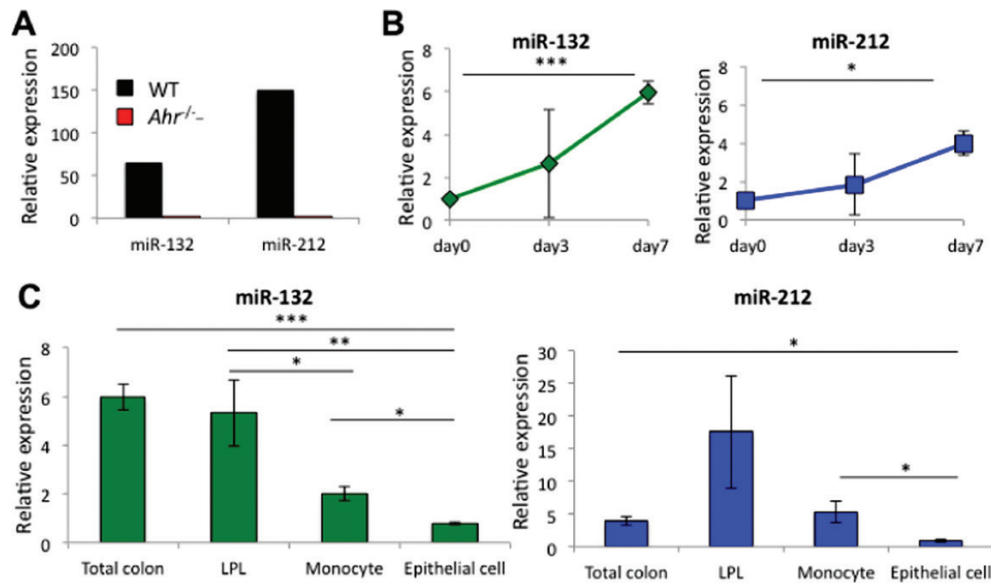 A
Relative expression
200
150
100
50
0
WT
Ahr-/-–
miR-132
miR-212
B
miR-132
***
Relative expression
8
6
4
2
0
day0
day3
day7
miR-212
*
Relative expression
8
6
4
2
0
day0
day3
day7
C
miR-132
***
**
*
*
Relative expression
8
6
4
2
0
Total colon
LPL
Monocyte
Epithelial cell
miR-212
*
*
Relative expression
30
25
20
15
10
5
0
Total colon
LPL
Monocyte
Epithelial cell